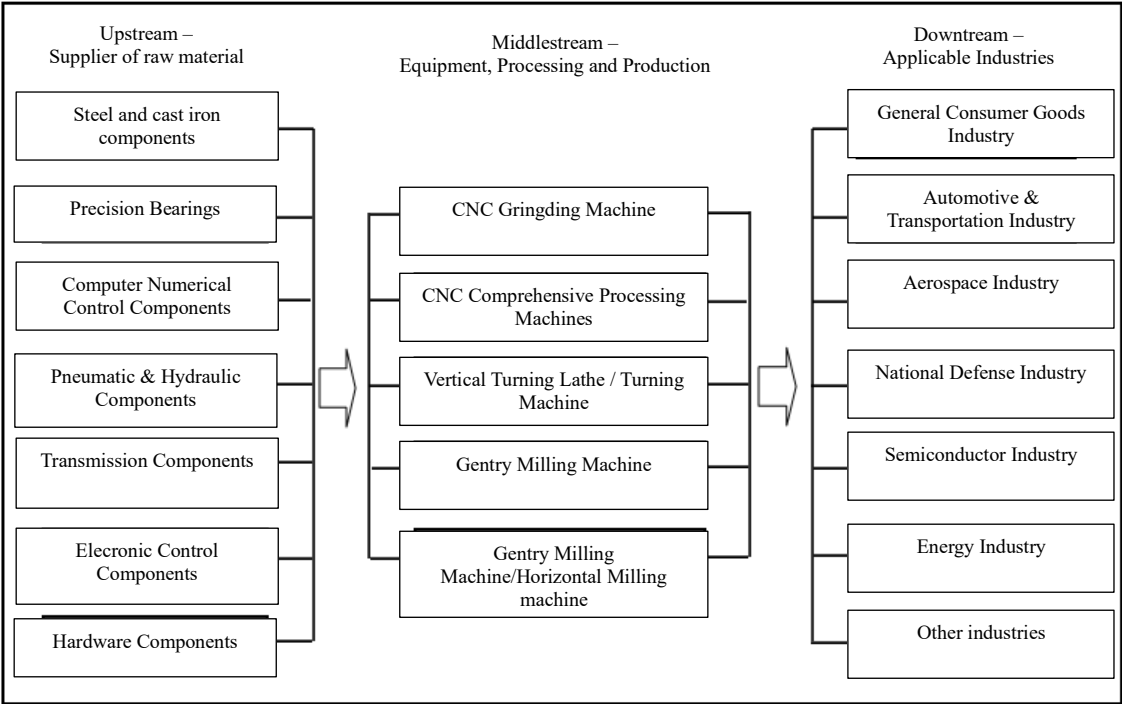 Upstream –
Supplier of raw material
Steel and cast iron
components
Precision Bearings
Computer Numerical
Control Components
Pneumatic & Hydraulic
Components
Transmission Components
Elecronic Control
Components
Hardware Components
Middlestream –
Equipment, Processing and Production
CNC Gringding Machine
CNC Comprehensive Processing
Machines
Vertical Turning Lathe / Turning
Machine
Gentry Milling Machine
Gentry Milling
Machine/Horizontal Milling
machine
Downtream –
Applicable Industries
General Consumer Goods
Industry
Automotive &
Transportation Industry
Aerospace Industry
National Defense Industry
Semiconductor Industry
Energy Industry
Other industries